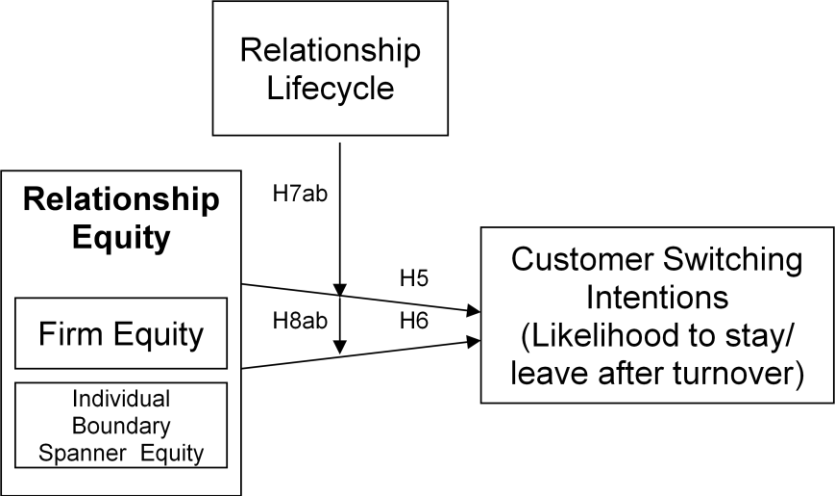 Relationship
Lifecycle
H7ab
Relationship
Equity
H5
Customer Switching
Intentions
(Likelihood to stay/
leave after turnover)
Firm Equity
H8ab
H6
Individual
Boundary
Spanner Equity